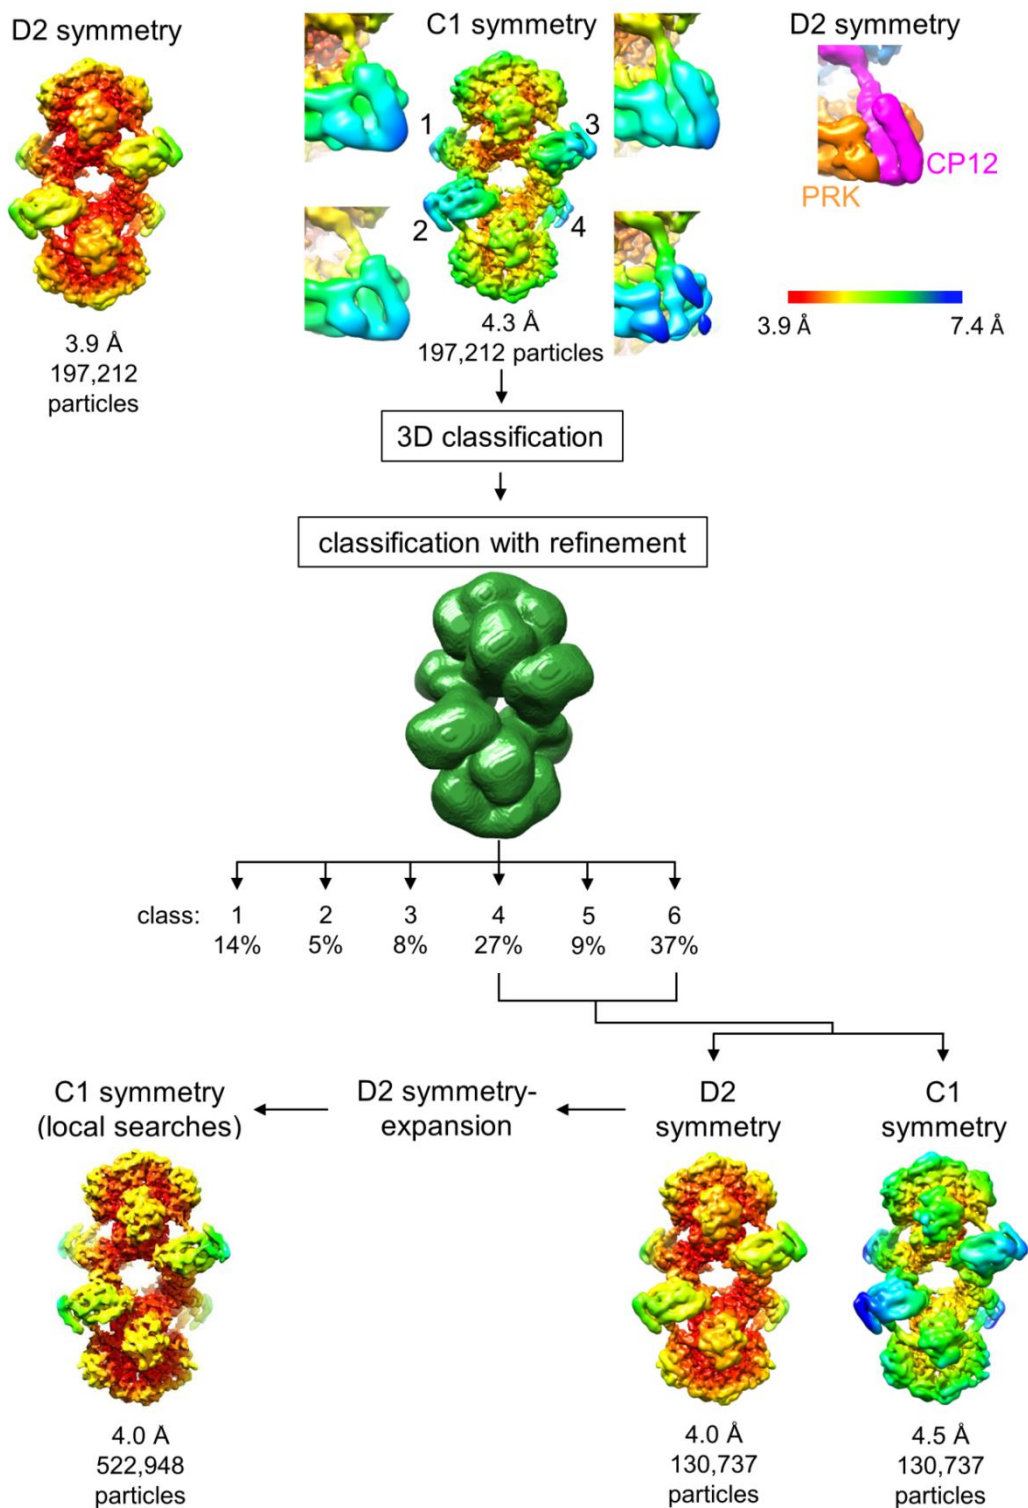 D2 symmetry
C1 symmetry
D2 symmetry
1
3
2
4
PRK
CP12
3.9 Å
7.4 Å
3.9 Å
197,212
particles
4.3 Å
197,212 particles
3D classification
classification with refinement
class: 1 2 3 4 5 6
14% 5% 8% 27% 9% 37%
C1 symmetry
(local searches)
D2 symmetry-
expansion
D2
symmetry
C1
symmetry
4.0 Å
522,948
particles
4.0 Å
130,737
particles
4.5 Å
130,737
particles